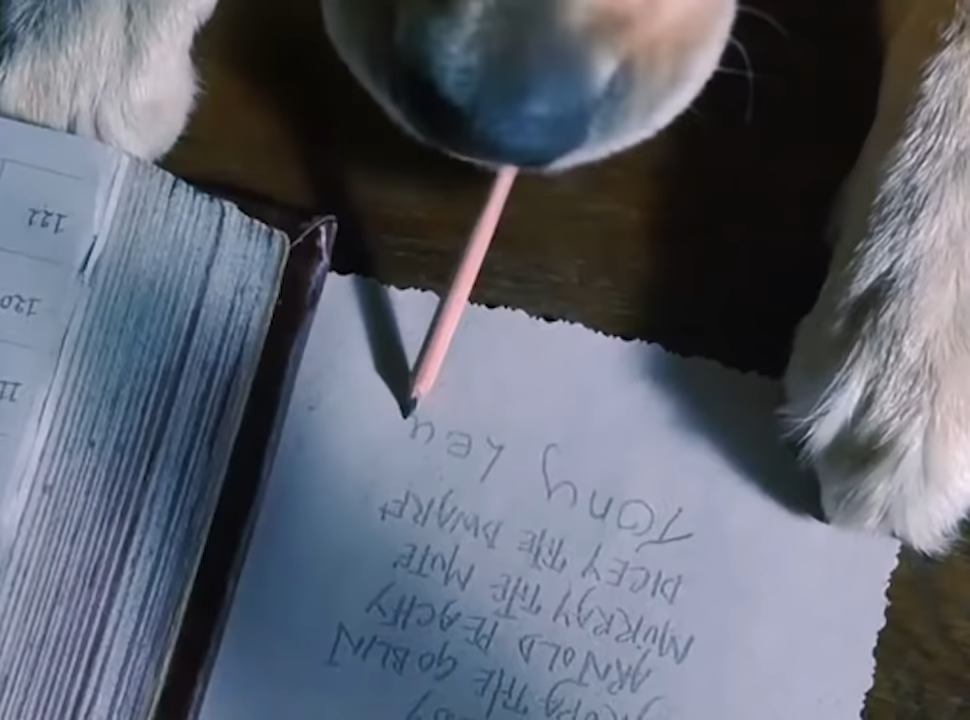 THE GOBLIN
ARNOLD PEACHY
MURRAY THE MUTE
DICEY THE DWARF
Tony Leu
120
122